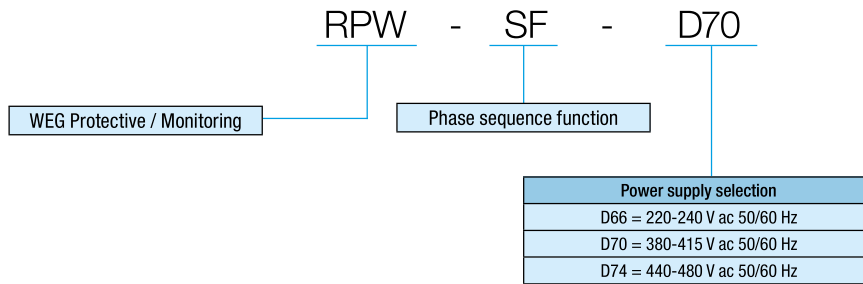 RPW - SF - D70
WEG Protective / Monitoring
Phase sequence function
Power supply selection
D66 = 220-240 V ac 50/60 Hz
D70 = 380-415 V ac 50/60 Hz
D74 = 440-480 V ac 50/60 Hz